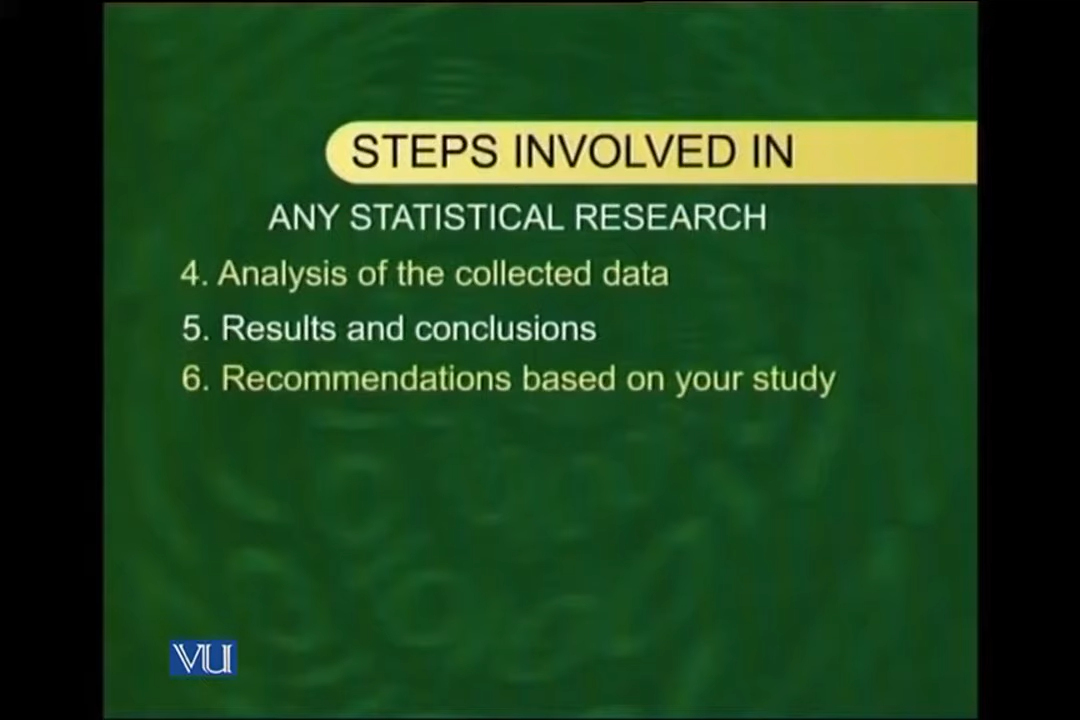 STEPS INVOLVED IN
ANY STATISTICAL RESEARCH
4. Analysis of the collected data
5. Results and conclusions
6. Recommendations based on your study
VU